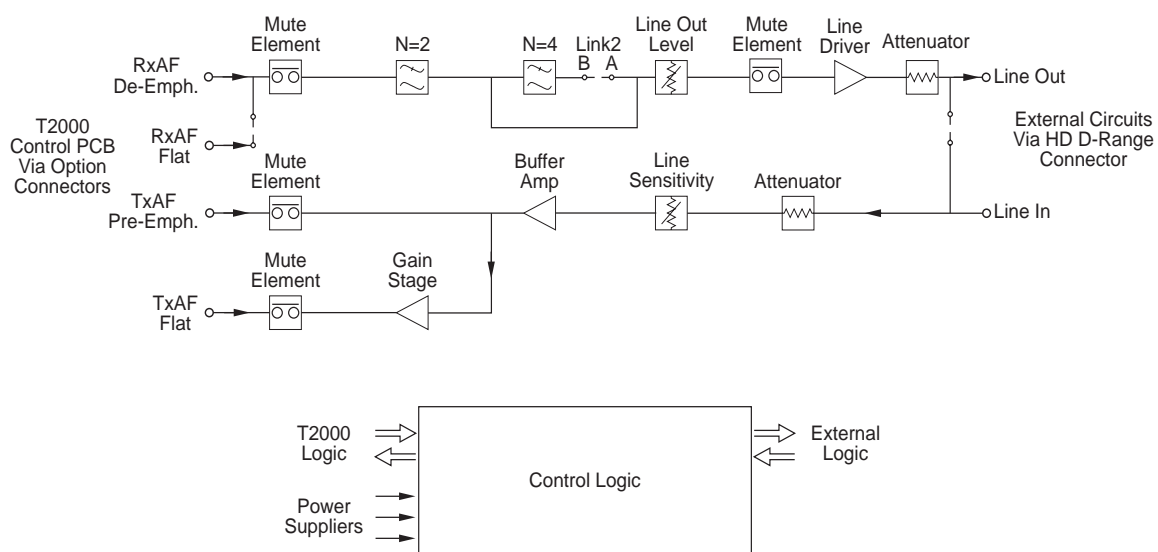 Mute
Element
N=2
N=4
Link2
B A
Line Out
Level
Mute
Element
Line
Driver
Attenuator
RxAF
De-Emph.
Line Out
T2000
Control PCB
Via Option
Connectors
RxAF
Flat
External Circuits
Via HD D-Range
Connector
Mute
Element
Buffer
Amp
Line
Sensitivity
Attenuator
TxAF
Pre-Emph.
Line In
Mute
Element
Gain
Stage
TxAF
Flat
T2000
Logic
Control Logic
External
Logic
Power
Suppliers